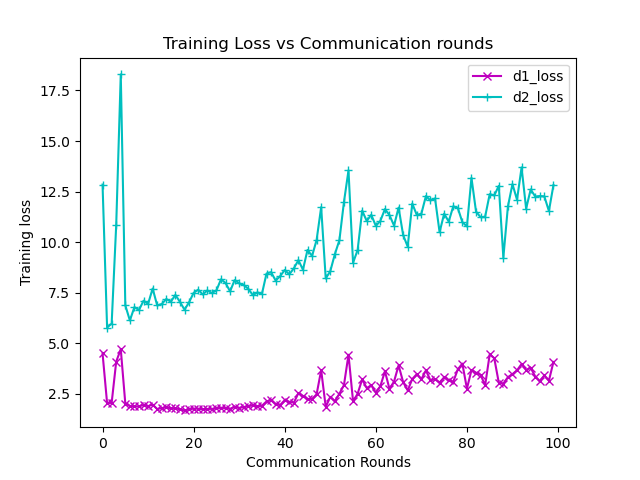 Training Loss vs Communication rounds
d1_loss
d2_loss
Training loss
17.5
15.0
12.5
10.0
7.5
5.0
2.5
0 20 40 60 80 100
Communication Rounds